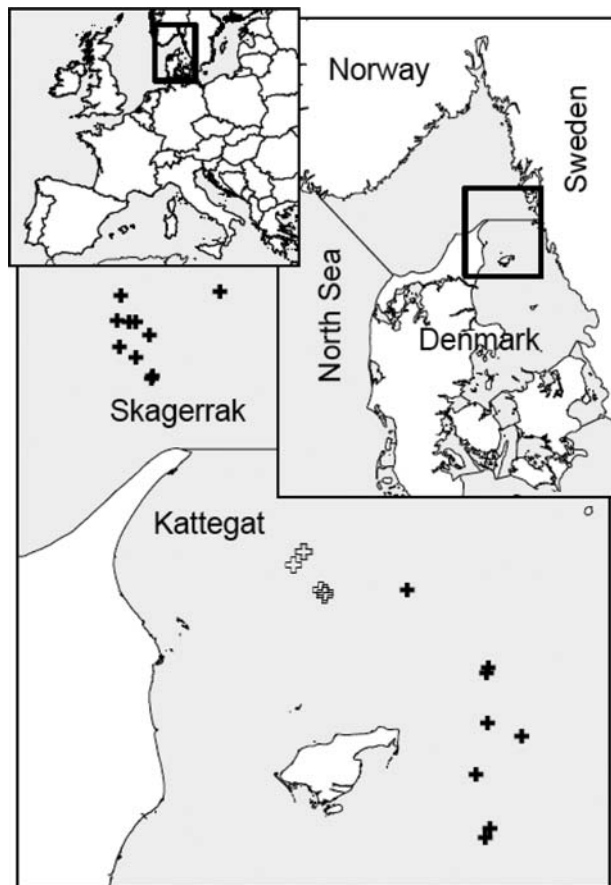 Norway
Sweden
North Sea
Denmark
Skagerrak
Kattegat